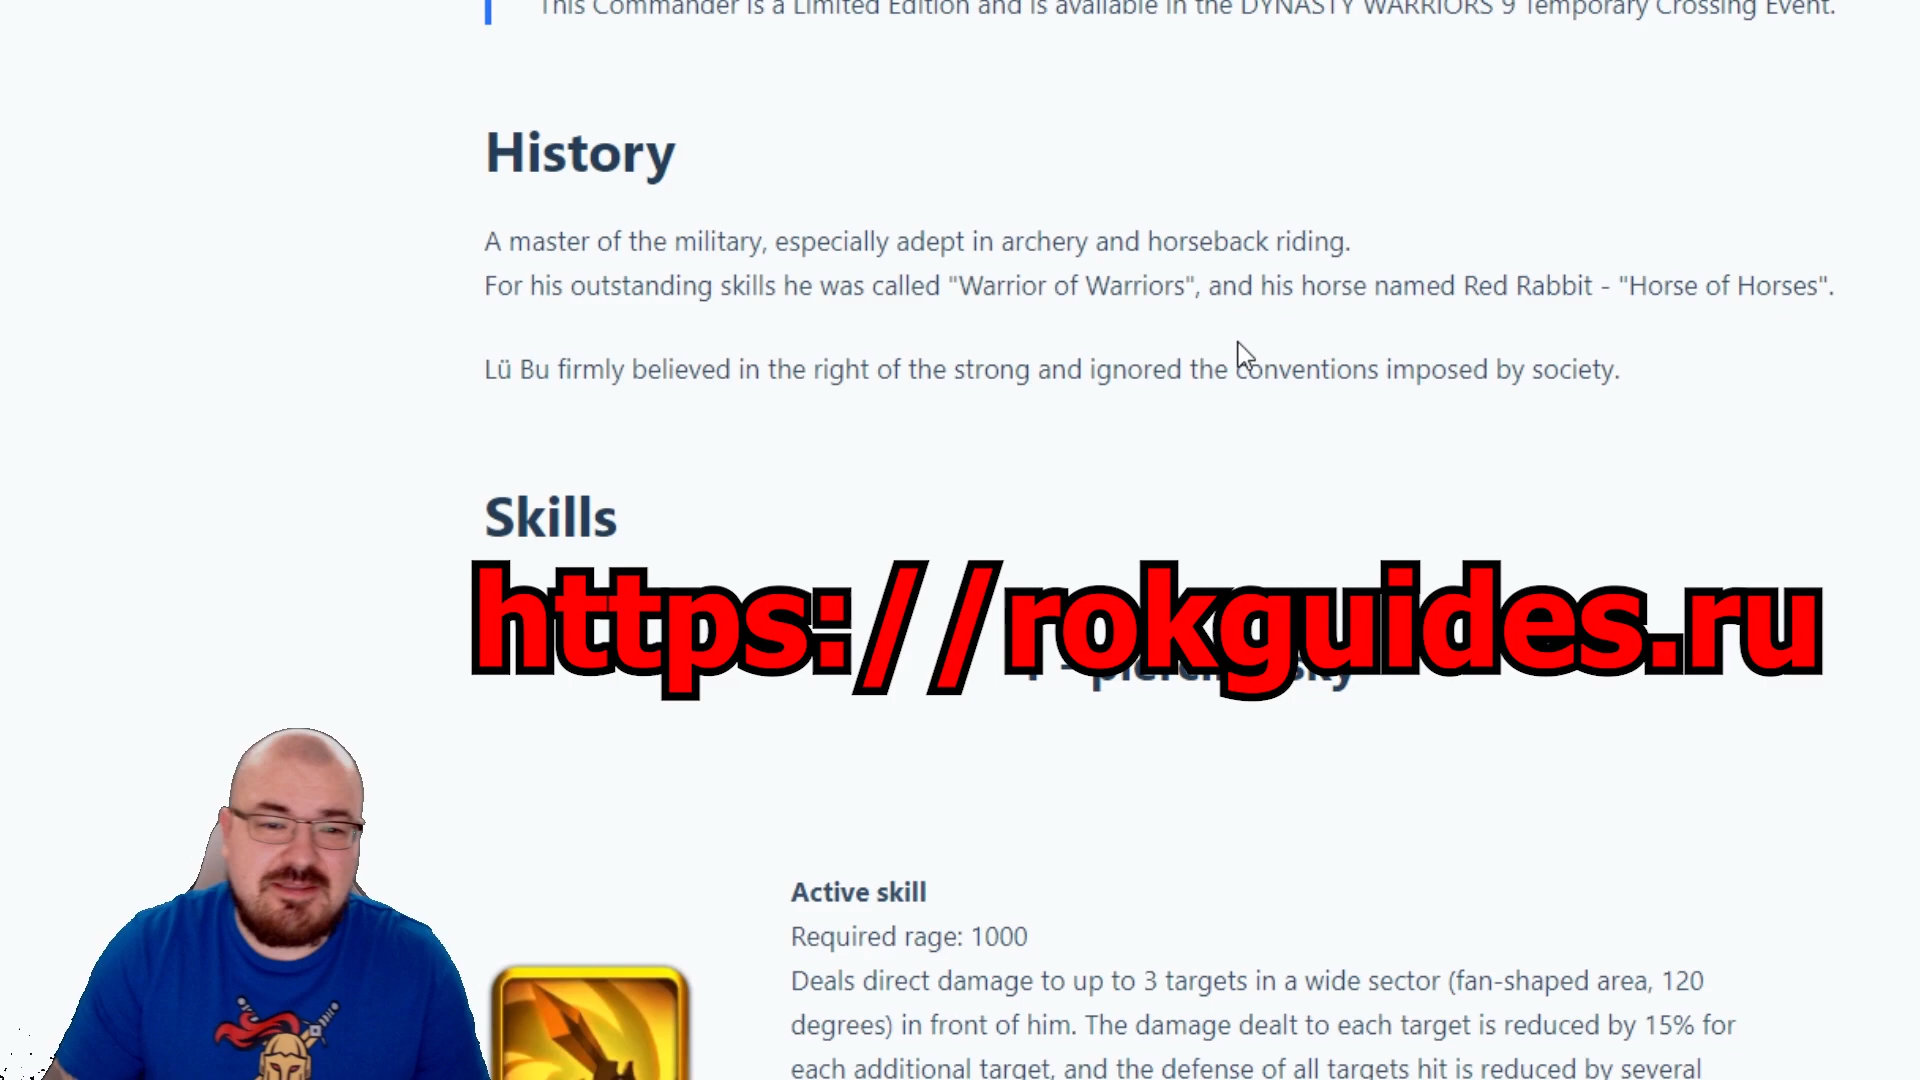 This Commander is a Limited Edition and is available in the DYNASTY WARRIORS 9 Temporary Crossing Event.
History
A master of the military, especially adept in archery and horseback riding.
For his outstanding skills he was called "Warrior of Warriors", and his horse named Red Rabbit - "Horse of Horses".
Lü Bu firmly believed in the right of the strong and ignored the conventions imposed by society.
Skills
https://rokguides.ru
Active skill
Required rage: 1000
Deals direct damage to up to 3 targets in a wide sector (fan-shaped area, 120
degrees) in front of him. The damage dealt to each target is reduced by 15% for
each additional target, and the defense of all targets hit is reduced by several